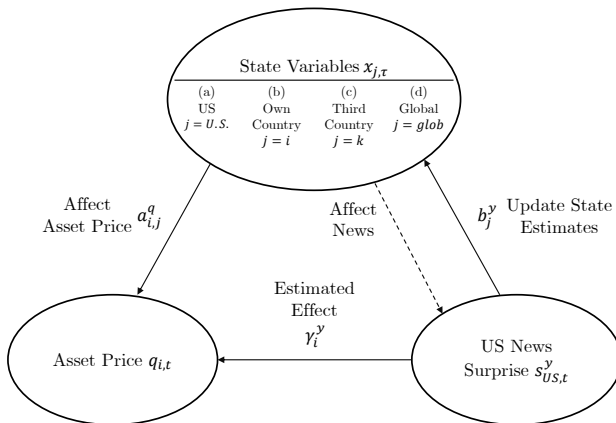 State Variables x_{j,τ}
(a) (b) (c) (d)
US Own Third Global
j = U.S. Country Country j = glob
j = i j = k
Affect
Asset Price a^q_{i,j}
Affect
News
b^y_j Update State
Estimates
Estimated
Effect
γ^y_i
Asset Price q_{i,t}
US News
Surprise s^y_{US,t}